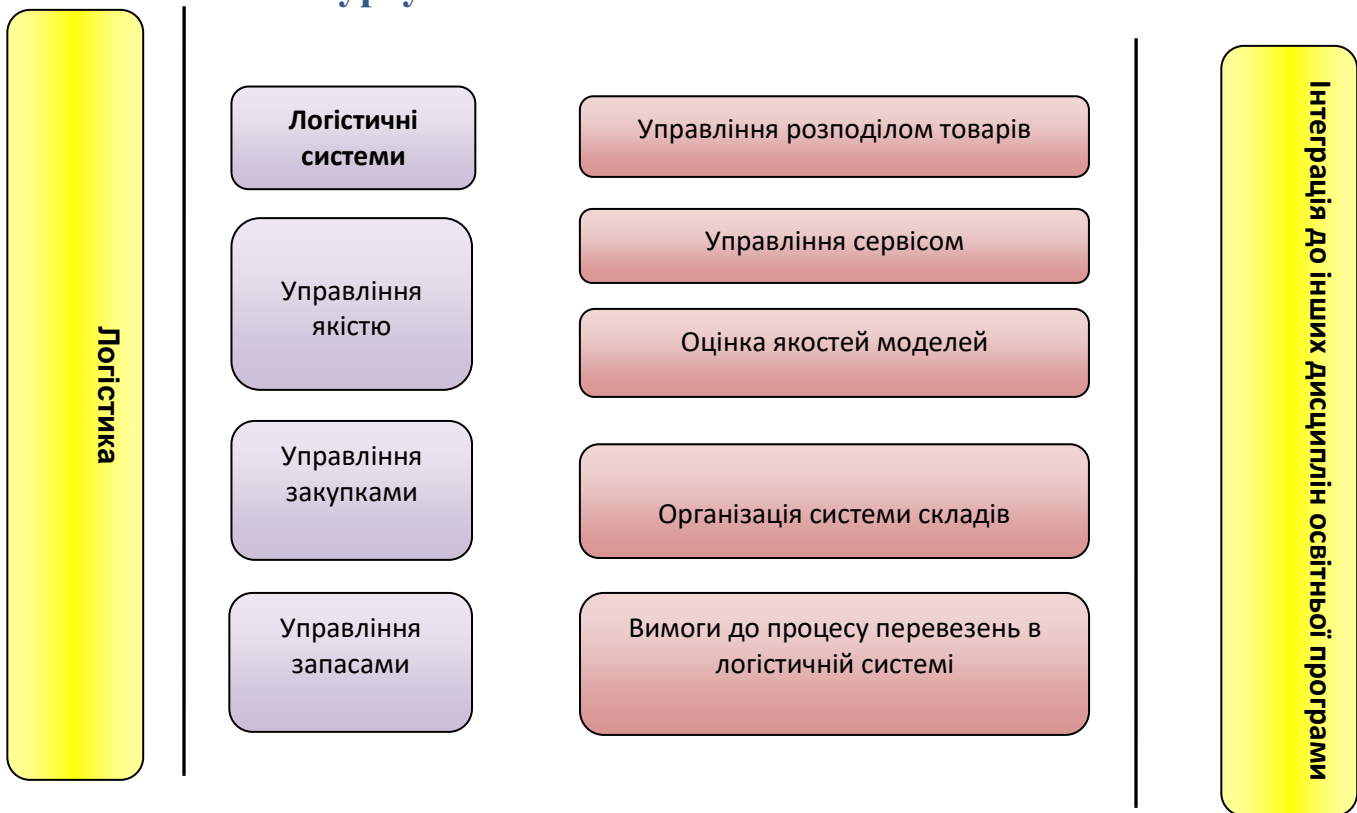 Логістика
Логістичні
системи
Управління
якістю
Управління
закупками
Управління
запасами
Управління розподілом товарів
Управління сервісом
Оцінка якостей моделей
Організація системи складів
Вимоги до процесу перевезень в
логістичній системі
Інтеграція до інших дисциплін освітньої програми